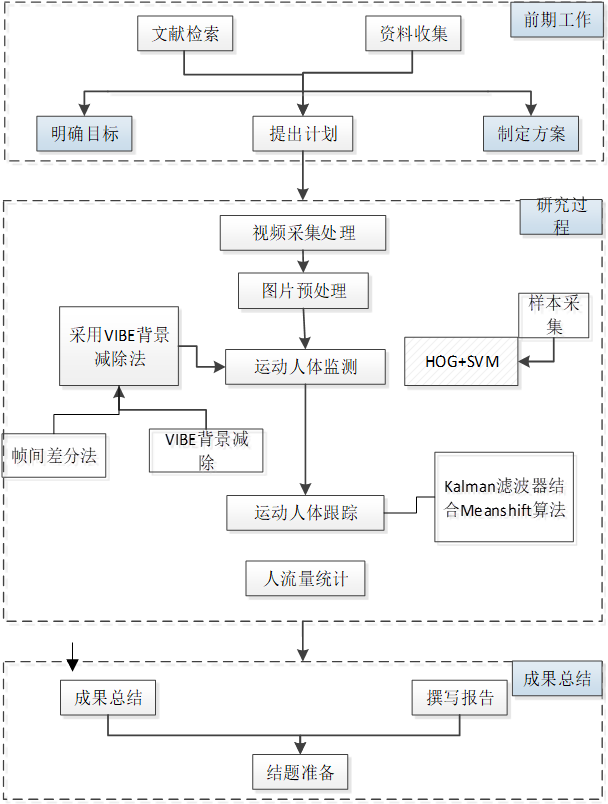 前期工作
文献检索
资料收集
明确目标
提出计划
制定方案
研究过
程
视频采集处理
图片预处理
样本采
集
采用VIBE背景
减除法
运动人体监测
HOG+SVM
帧间差分法
VIBE背景减
除
Kalman滤波器结
合Meanshift算法
运动人体跟踪
人流量统计
成果总结
成果总结
撰写报告
结题准备